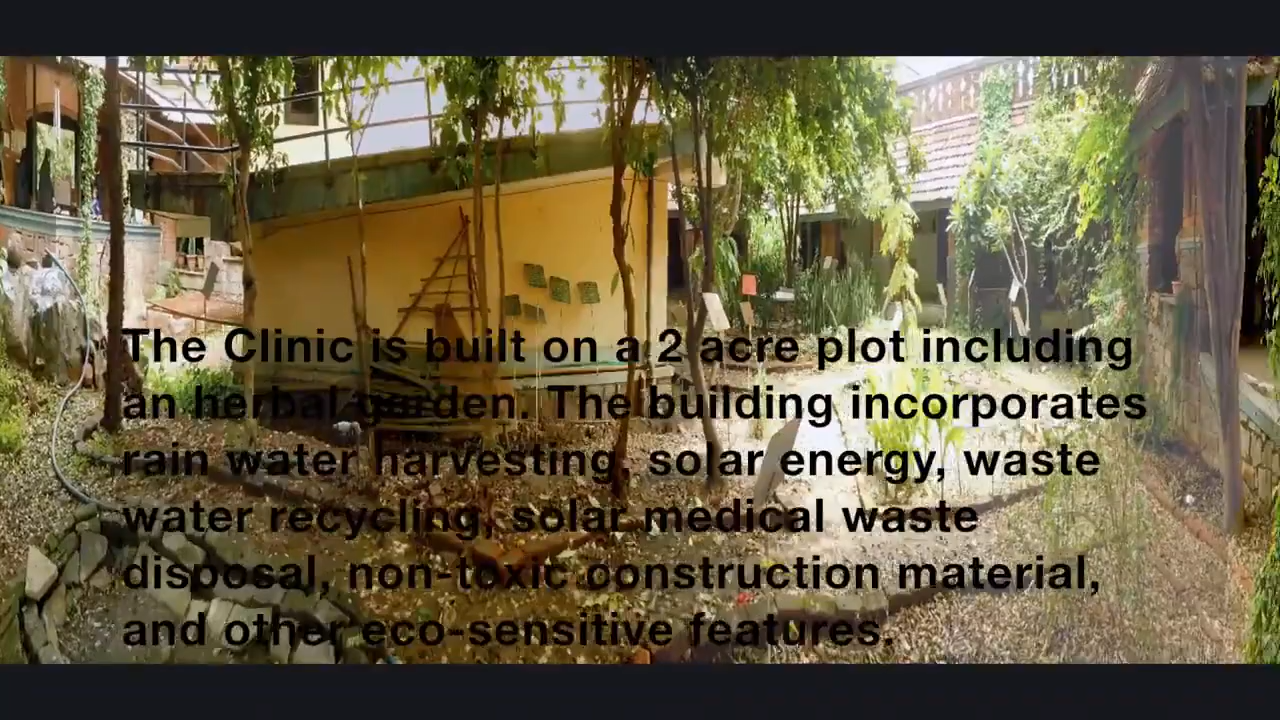 The Clinic is built on a 2 acre plot including
an herbal garden. The building incorporates
rain water harvesting, solar energy, waste
water recycling, solar medical waste
disposal, non-toxic construction material,
and other eco-sensitive features.